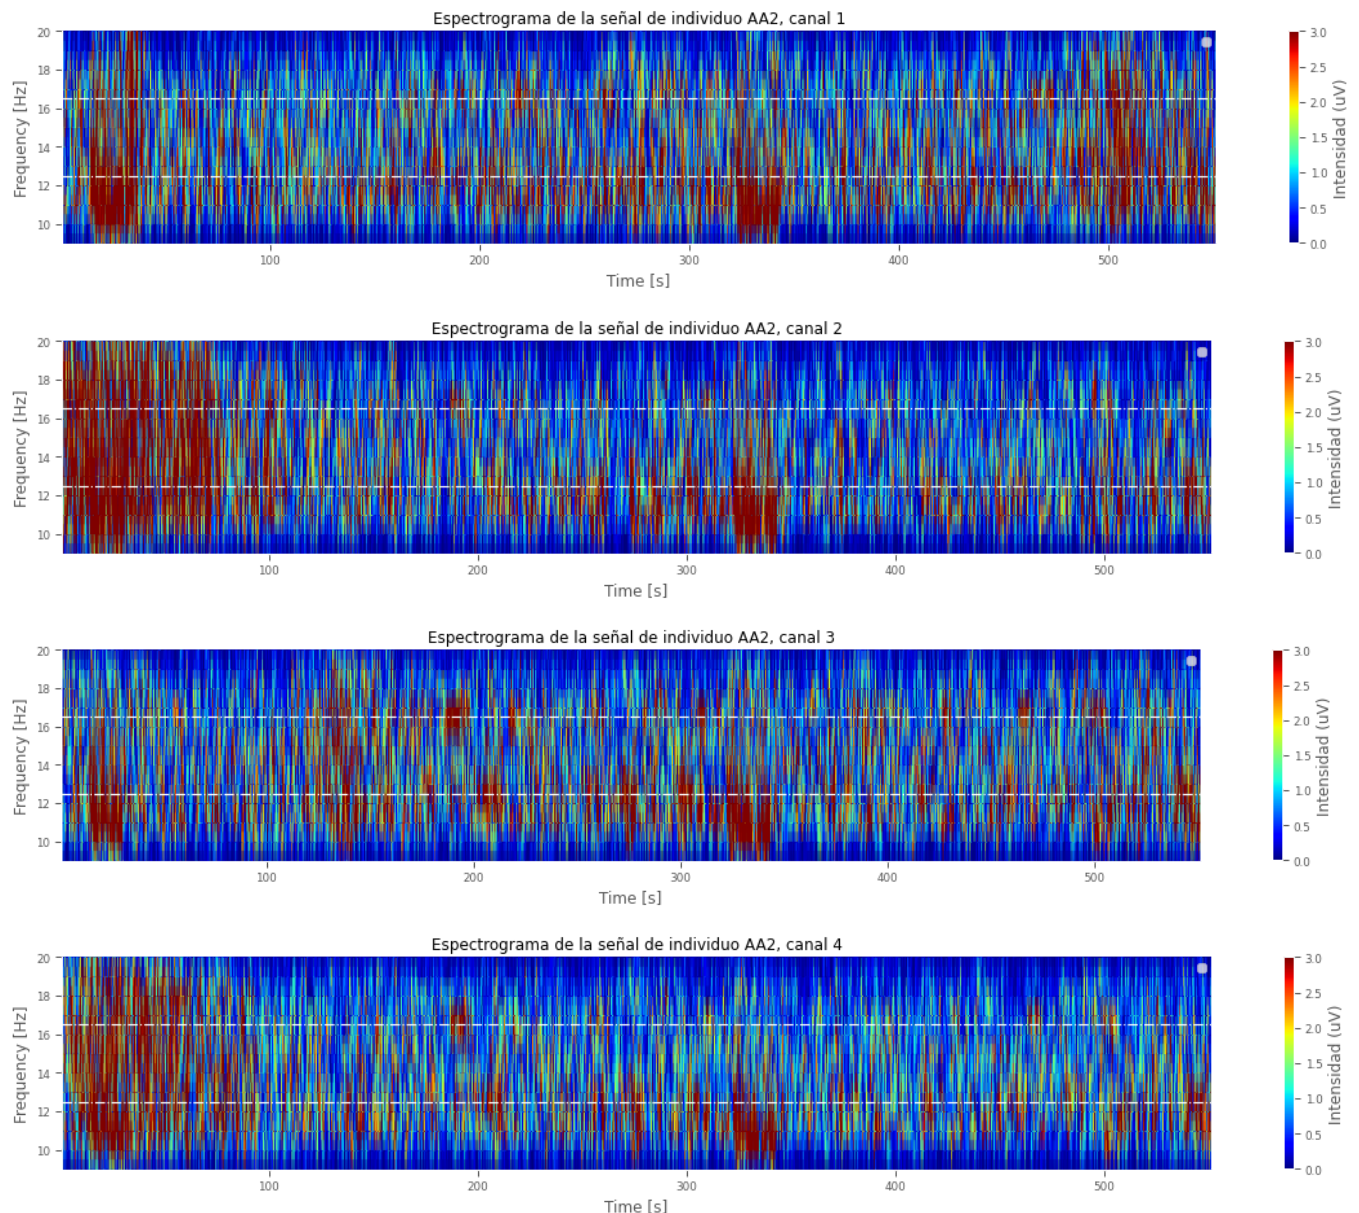 Espectrograma de la señal de individuo AA2, canal 1
Frequency [Hz]
20
18
16
14
12
10
100 200 300 400 500
Time [s]
3.0
2.5
2.0
1.5
1.0
0.5
0.0
Intensidad (uV)
Espectrograma de la señal de individuo AA2, canal 2
Frequency [Hz]
20
18
16
14
12
10
100 200 300 400 500
Time [s]
3.0
2.5
2.0
1.5
1.0
0.5
0.0
Intensidad (uV)
Espectrograma de la señal de individuo AA2, canal 3
Frequency [Hz]
20
18
16
14
12
10
100 200 300 400 500
Time [s]
3.0
2.5
2.0
1.5
1.0
0.5
0.0
Intensidad (uV)
Espectrograma de la señal de individuo AA2, canal 4
Frequency [Hz]
20
18
16
14
12
10
100 200 300 400 500
Time [s]
3.0
2.5
2.0
1.5
1.0
0.5
0.0
Intensidad (uV)